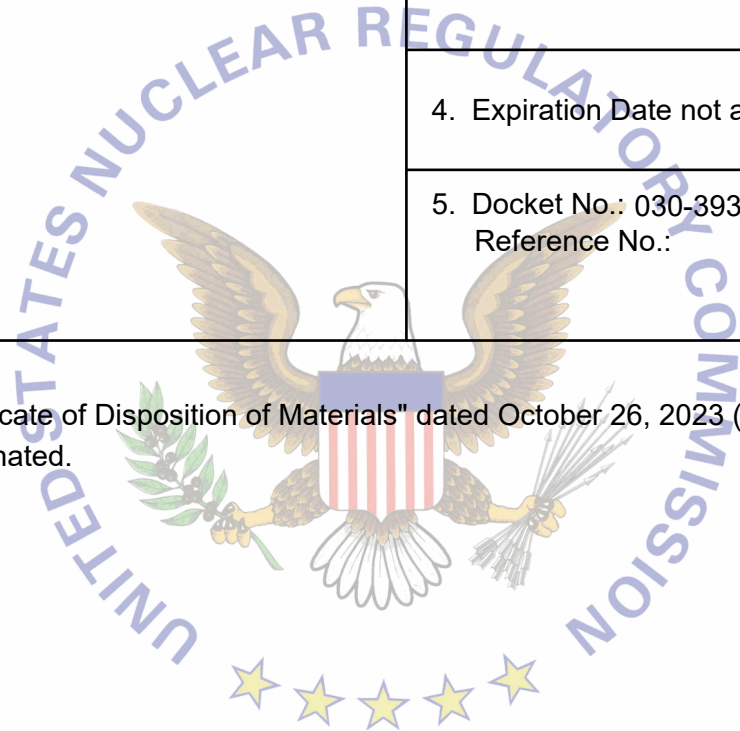 UNITED STATES NUCLEAR REGULATORY COMMISSION
4. Expiration Date not a
5. Docket No.: 030-393
Reference No.:
cate of Disposition of Materials" dated October 26, 2023 (
nated.